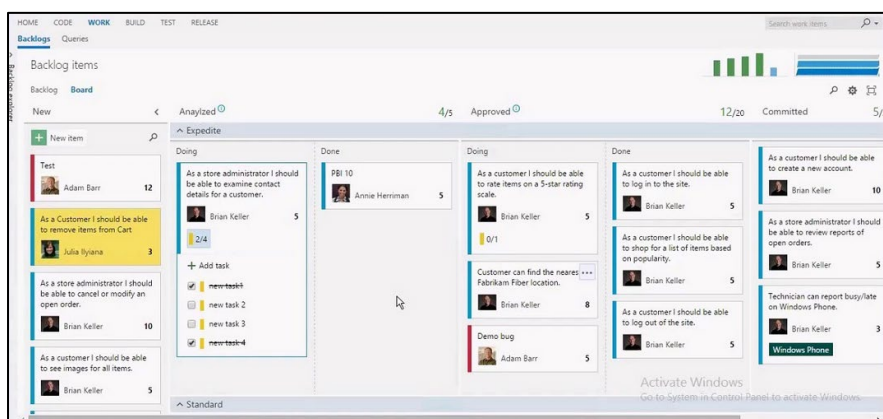 HOME CODE WORK BUILD TEST RELEASE
Search work items
Backlogs Queries
Backlog explorer
Backlog items
Backlog Board
New
Anaylzed 4/5
Approved 12/20
Committed 5/
New item
Expedite
Test
Adam Barr 12
As a Customer I should be able
to remove items from Cart
Julia Ilyiana 3
As a store administrator I should
be able to cancel or modify an
open order.
Brian Keller 10
As a customer I should be able
to see images for all items.
Brian Keller 5
Doing
As a store administrator I should
be able to examine contact
details for a customer.
Brian Keller 5
2/4
+ Add task
new task1
new task 2
new task 3
new task 4
Done
PBI 10
Annie Herriman 5
Doing
As a customer I should be able
to rate items on a 5-star rating
scale.
Brian Keller 5
0/1
Customer can find the neares ...
Fabrikam Fiber location.
Brian Keller 8
Demo bug
Adam Barr 5
Done
As a customer I should be able
to log in to the site.
Brian Keller 5
As a customer I should be able
to shop for a list of items based
on popularity.
Brian Keller 5
As a customer I should be able
to log out of the site.
Brian Keller 5
As a customer I should be able
to create a new account.
Brian Keller 10
As a store administrator I should
be able to review reports of
open orders.
Brian Keller 5
Technician can report busy/late
on Windows Phone.
Brian Keller 3
Windows Phone
Standard
Activate Windows
Go to System in Control Panel to activate Windows.